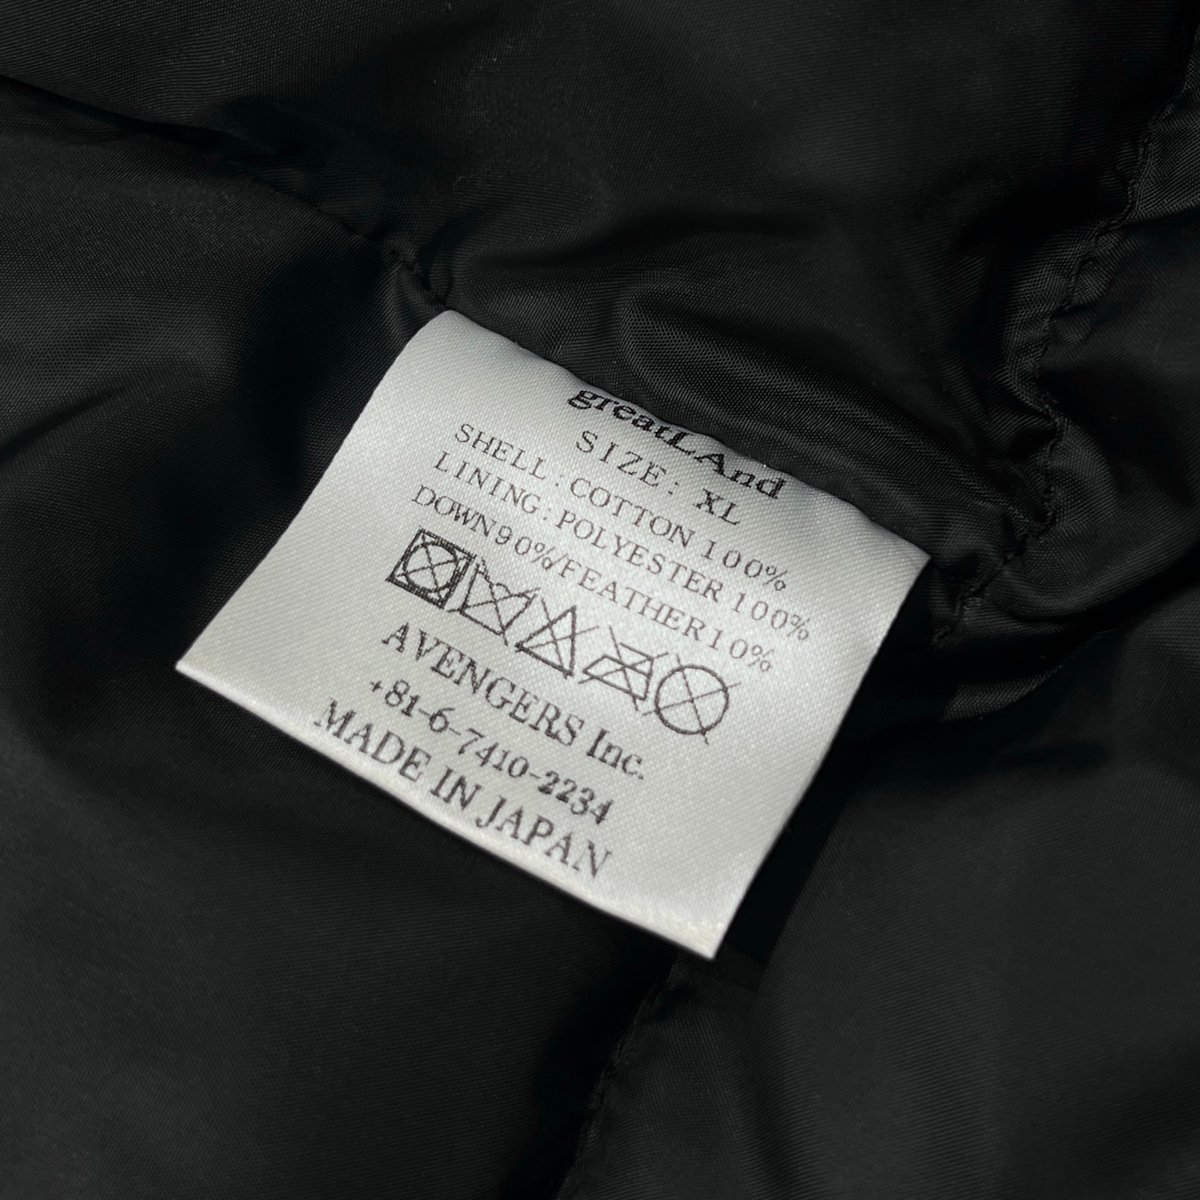 greatLAnd
SIZE: XL
SHELL:COTTON 100%
LINING:POLYESTER 100%
DOWN90%/FEATHER10%
AVENGERS Inc.
+81-6-7410-2234
MADE IN JAPAN